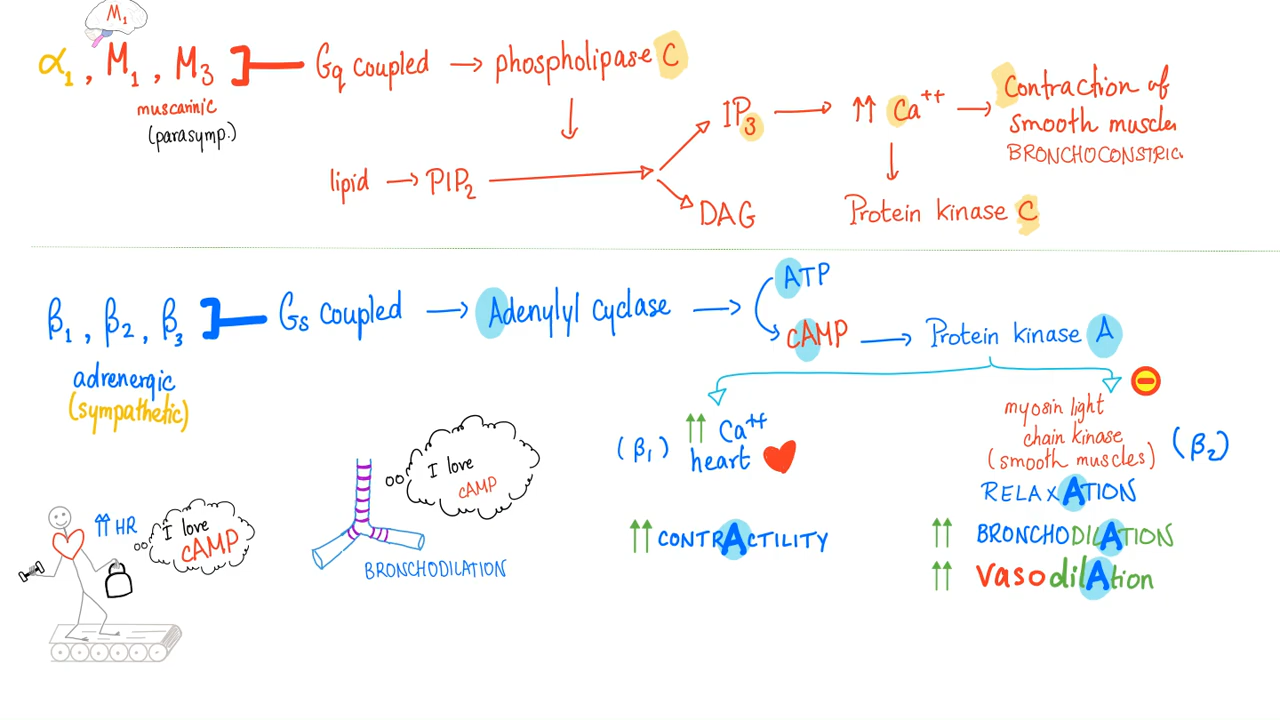 M₁
α₁, M₁, M₃ ] Gq coupled → phospholipase C
muscarinic
(parasymp.)
lipid → PIP₂
IP₃ → ↑↑ Ca⁺⁺ → Contraction of
smooth muscles
BRONCHOCONSTRIC
DAG
Protein kinase C
β₁, β₂, β₃ ] Gs coupled → Adenylyl cyclase →
ATP
cAMP → Protein kinase A
adrenergic
(sympathetic)
(β₁) ↑↑ Ca⁺⁺
heart
↑↑ CONTRACTILITY
myosin light
chain kinase
(smooth muscles)
(β₂)
RELAXATION
↑↑ BRONCHODILATION
↑↑ vasodilAtion
↑↑ HR
I love
cAMP
I love
cAMP
BRONCHODILATION